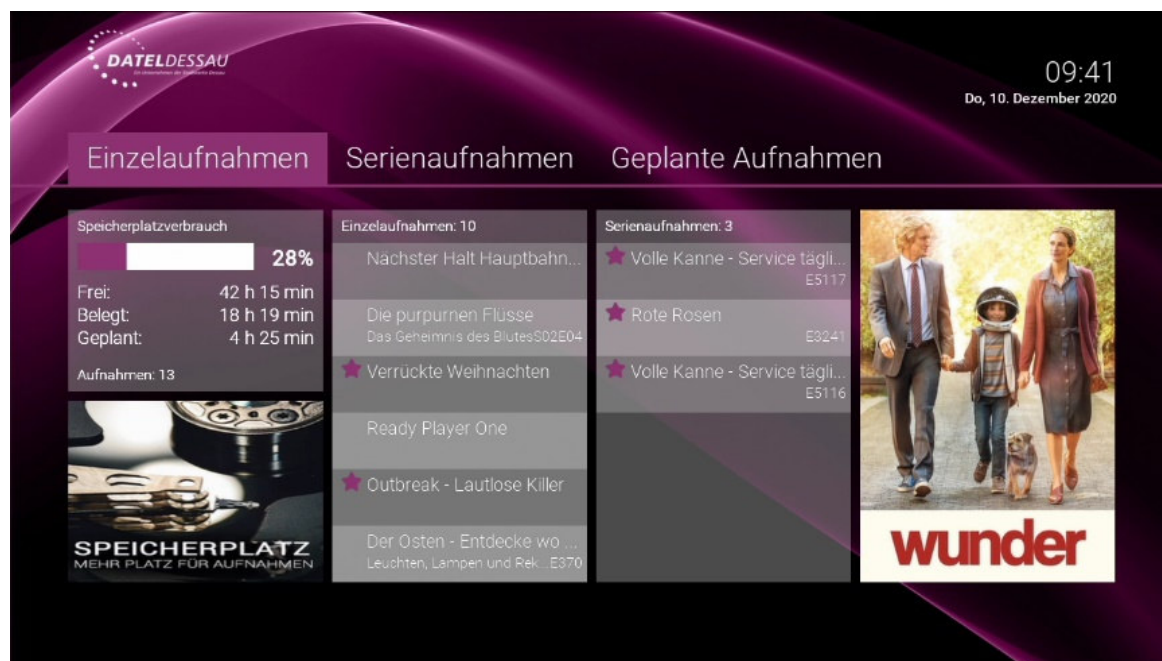 DATELDESSAU
09:41
Do, 10. Dezember 2020
Einzelaufnahmen Serienaufnahmen Geplante Aufnahmen
Speicherplatzverbrauch
28%
Frei: 42 h 15 min
Belegt: 18 h 19 min
Geplant: 4 h 25 min
Aufnahmen: 13
SPEICHERPLATZ
MEHR PLATZ FÜR AUFNAHMEN
Einzelaufnahmen: 10
Nächster Halt Hauptbahn...
Die purpurnen Flüsse
Das Geheimnis des BlutesS02E04
Verrückte Weihnachten
Ready Player One
Outbreak - Lautlose Killer
Der Osten - Entdecke wo ...
Leuchten, Lampen und Rek...E370
Serienaufnahmen: 3
Volle Kanne - Service tägli...
E5117
Rote Rosen
E3241
Volle Kanne - Service tägli...
E5116
wunder